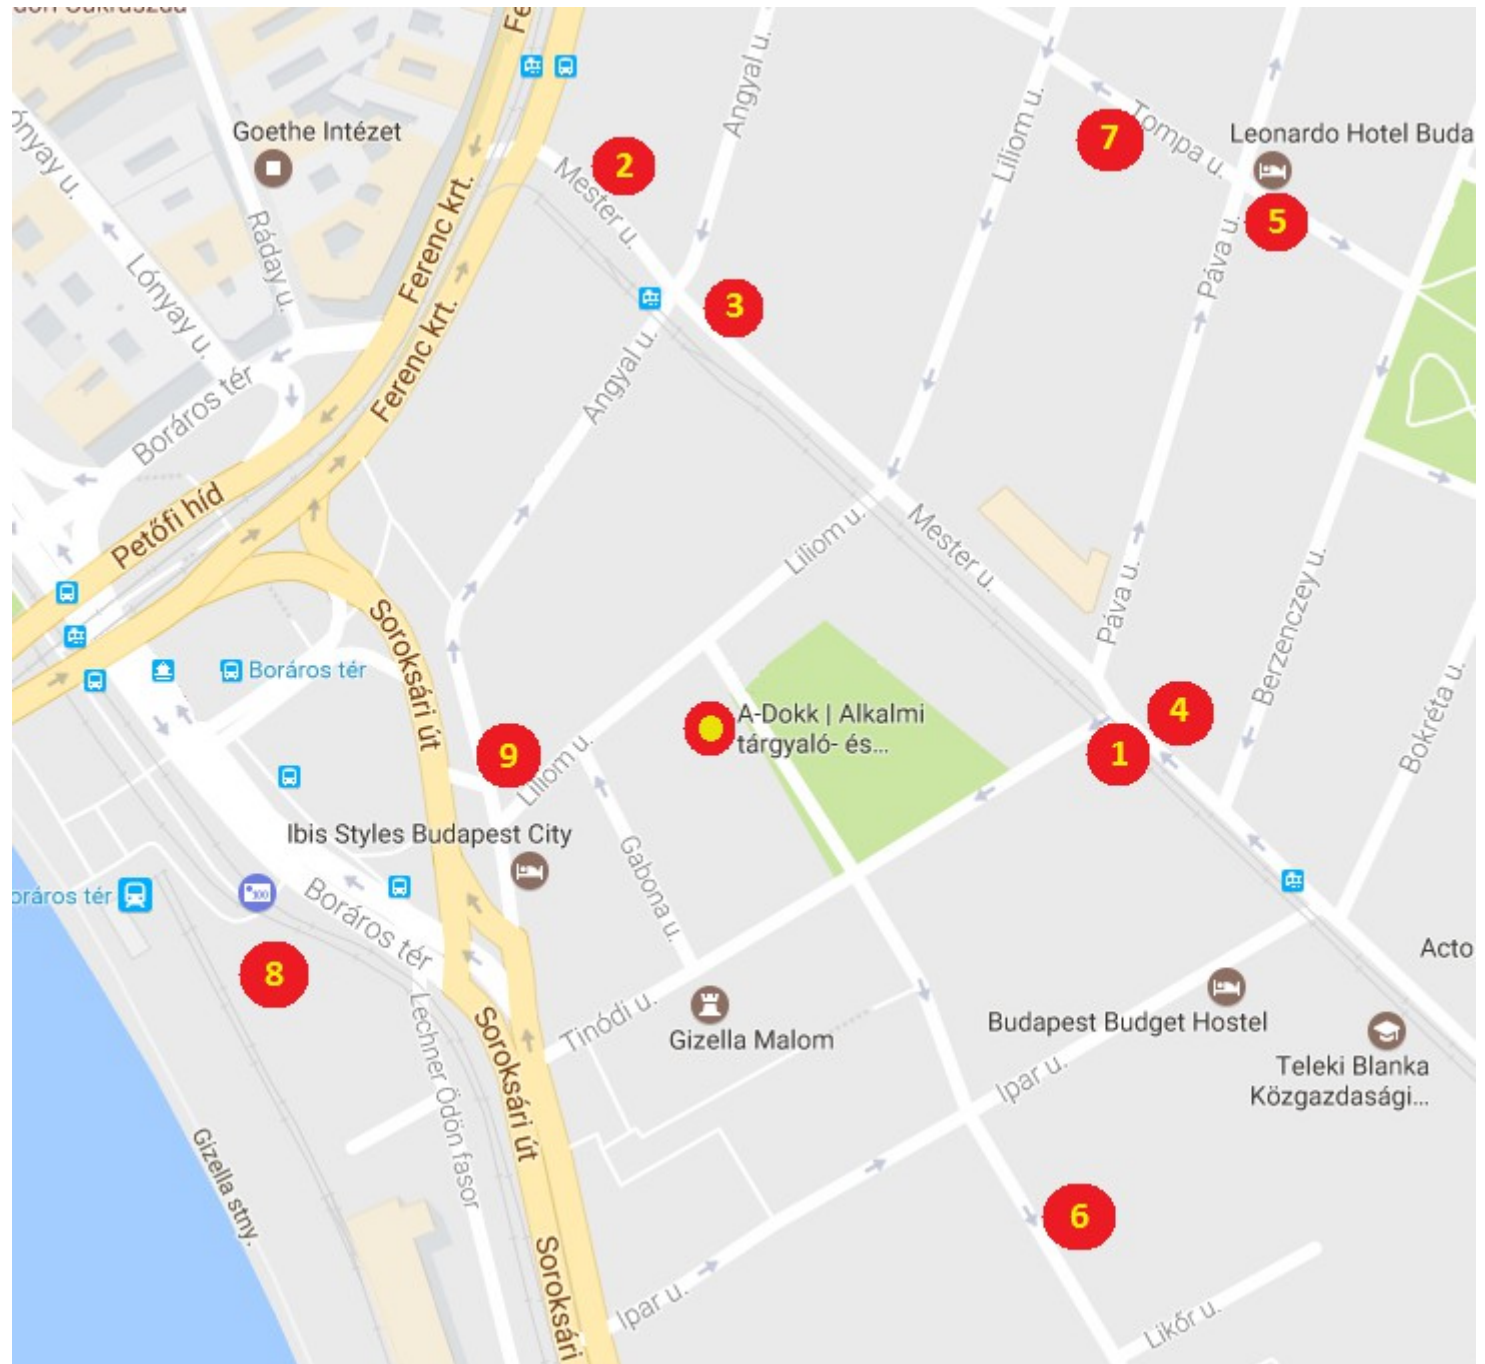 Fe
Goethe Intézet
Angyal u.
Liliom u.
7
Tompa u.
Leonardo Hotel Buda
2
Mester u.
Lónyay u.
Ráday u.
Ferenc krt.
5
Páva u.
Lónyay u.
3
Ferenc krt.
Angyal u.
Boráros tér
Petőfi híd
Liliom u.
Mester u.
Páva u.
Berzenczey u.
Soroksári út
Boráros tér
Bokréta u.
A-Dokk | Alkalmi
tárgyaló- és...
4
1
9
Liliom u.
Ibis Styles Budapest City
Gabona u.
100
Boráros tér
8
Acto
Lechner Ödön fasor
Soroksári út
Tinódi u.
Gizella Malom
Budapest Budget Hostel
Teleki Blanka
Közgazdasági...
Ipar u.
Gizella stny.
6
Soroksári
Ipar u.
Likőr u.